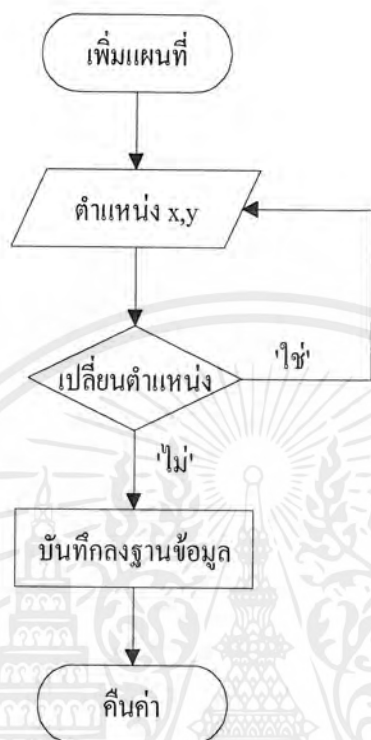 เพิ่มแผนที่
ตำแหน่ง x,y
เปลี่ยนตำแหน่ง
'ใช่'
'ไม่'
บันทึกลงฐานข้อมูล
คืนค่า